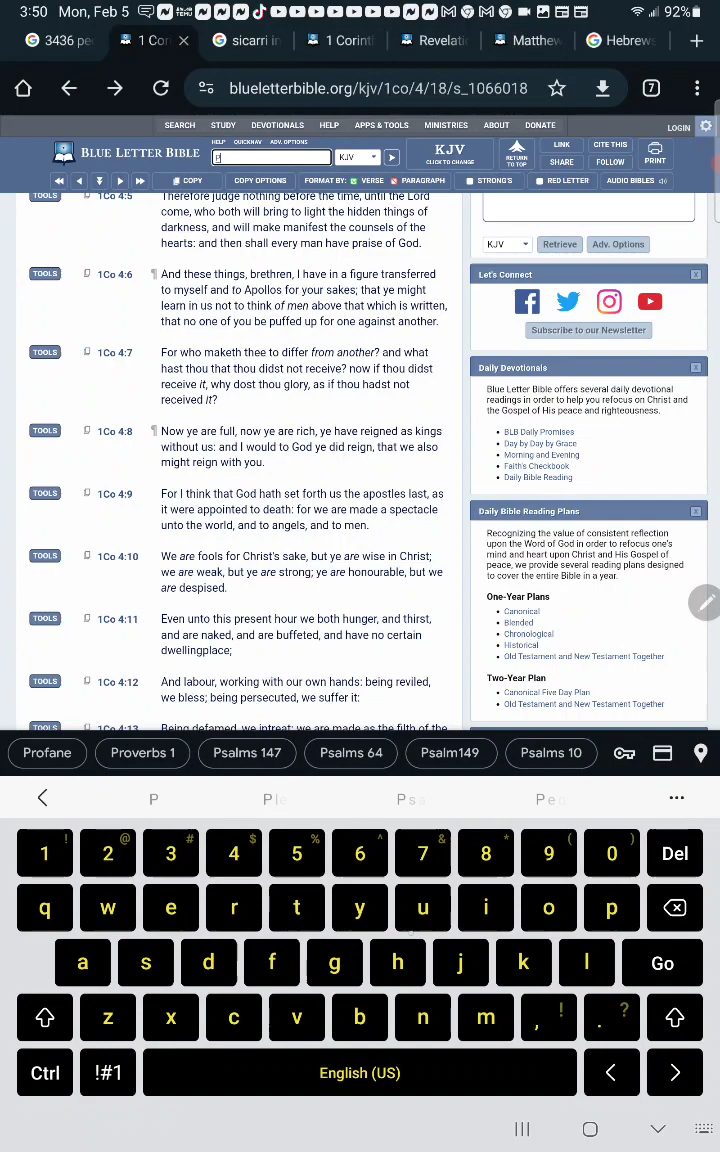 3:50 Mon, Feb 5 92%
3436 pe
1 Cor
sicarri in
1 Corint
Revelati
Matthew
Hebrews
blueletterbible.org/kjv/1co/4/18/s_1066018
7
SEARCH STUDY DEVOTIONALS HELP APPS & TOOLS MINISTRIES ABOUT DONATE LOGIN
BLUE LETTER BIBLE
HELP QUICKNAV ADV. OPTIONS
p KJV
KJV
CLICK TO CHANGE
RETURN
TO TOP
LINK CITE THIS
SHARE FOLLOW
PRINT
COPY COPY OPTIONS FORMAT BY: VERSE PARAGRAPH STRONG'S RED LETTER AUDIO BIBLES
TOOLS 1Co 4:5 Therefore judge nothing before the time, until the Lord
come, who both will bring to light the hidden things of
darkness, and will make manifest the counsels of the
hearts: and then shall every man have praise of God.
TOOLS 1Co 4:6 ¶ And these things, brethren, I have in a figure transferred
to myself and to Apollos for your sakes; that ye might
learn in us not to think of men above that which is written,
that no one of you be puffed up for one against another.
TOOLS 1Co 4:7 For who maketh thee to differ from another? and what
hast thou that thou didst not receive? now if thou didst
receive it, why dost thou glory, as if thou hadst not
received it?
TOOLS 1Co 4:8 ¶ Now ye are full, now ye are rich, ye have reigned as kings
without us: and I would to God ye did reign, that we also
might reign with you.
TOOLS 1Co 4:9 For I think that God hath set forth us the apostles last, as
it were appointed to death: for we are made a spectacle
unto the world, and to angels, and to men.
TOOLS 1Co 4:10 We are fools for Christ's sake, but ye are wise in Christ;
we are weak, but ye are strong; ye are honourable, but we
are despised.
TOOLS 1Co 4:11 Even unto this present hour we both hunger, and thirst,
and are naked, and are buffeted, and have no certain
dwellingplace;
TOOLS 1Co 4:12 And labour, working with our own hands: being reviled,
we bless; being persecuted, we suffer it:
TOOLS 1Co 4:13 Being defamed, we intreat: we are made as the filth of the
KJV Retrieve Adv. Options
Let's Connect
Subscribe to our Newsletter
Daily Devotionals
Blue Letter Bible offers several daily devotional
readings in order to help you refocus on Christ and
the Gospel of His peace and righteousness.
• BLB Daily Promises
• Day by Day by Grace
• Morning and Evening
• Faith's Checkbook
• Daily Bible Reading
Daily Bible Reading Plans
Recognizing the value of consistent reflection
upon the Word of God in order to refocus one's
mind and heart upon Christ and His Gospel of
peace, we provide several reading plans designed
to cover the entire Bible in a year.
One-Year Plans
• Canonical
• Blended
• Chronological
• Historical
• Old Testament and New Testament Together
Two-Year Plan
• Canonical Five Day Plan
• Old Testament and New Testament Together
Profane Proverbs 1 Psalms 147 Psalms 64 Psalm149 Psalms 10
P Ple Psa Pea ...
1 ! 2 @ 3 # 4 $ 5 % 6 ^ 7 & 8 * 9 ( 0 ) Del
q w e r t y u i o p
a s d f g h j k l Go
z x c v b n m , ! . ?
Ctrl !#1 English (US) < >